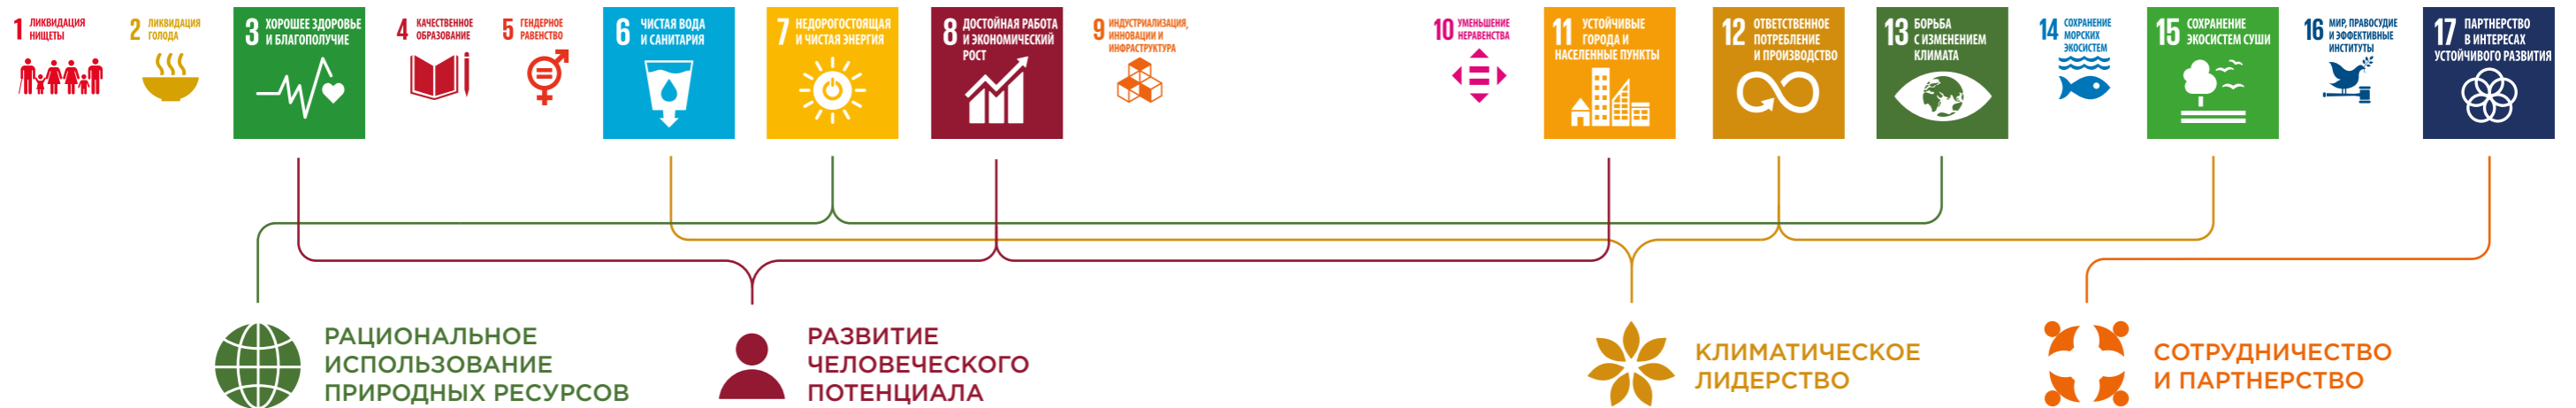 1 ЛИКВИДАЦИЯ
НИЩЕТЫ
2 ЛИКВИДАЦИЯ
ГОЛОДА
3 ХОРОШЕЕ ЗДОРОВЬЕ
И БЛАГОПОЛУЧИЕ
4 КАЧЕСТВЕННОЕ
ОБРАЗОВАНИЕ
5 ГЕНДЕРНОЕ
РАВЕНСТВО
6 ЧИСТАЯ ВОДА
И САНИТАРИЯ
7 НЕДОРОГОСТОЯЩАЯ
И ЧИСТАЯ ЭНЕРГИЯ
8 ДОСТОЙНАЯ РАБОТА
И ЭКОНОМИЧЕСКИЙ
РОСТ
9 ИНДУСТРИАЛИЗАЦИЯ,
ИННОВАЦИИ И
ИНФРАСТРУКТУРА
10 УМЕНЬШЕНИЕ
НЕРАВЕНСТВА
11 УСТОЙЧИВЫЕ
ГОРОДА И
НАСЕЛЕННЫЕ ПУНКТЫ
12 ОТВЕТСТВЕННОЕ
ПОТРЕБЛЕНИЕ
И ПРОИЗВОДСТВО
13 БОРЬБА
С ИЗМЕНЕНИЕМ
КЛИМАТА
14 СОХРАНЕНИЕ
МОРСКИХ
ЭКОСИСТЕМ
15 СОХРАНЕНИЕ
ЭКОСИСТЕМ СУШИ
16 МИР, ПРАВОСУДИЕ
И ЭФФЕКТИВНЫЕ
ИНСТИТУТЫ
17 ПАРТНЕРСТВО
В ИНТЕРЕСАХ
УСТОЙЧИВОГО РАЗВИТИЯ
РАЦИОНАЛЬНОЕ
ИСПОЛЬЗОВАНИЕ
ПРИРОДНЫХ РЕСУРСОВ
РАЗВИТИЕ
ЧЕЛОВЕЧЕСКОГО
ПОТЕНЦИАЛА
КЛИМАТИЧЕСКОЕ
ЛИДЕРСТВО
СОТРУДНИЧЕСТВО
И ПАРТНЕРСТВО